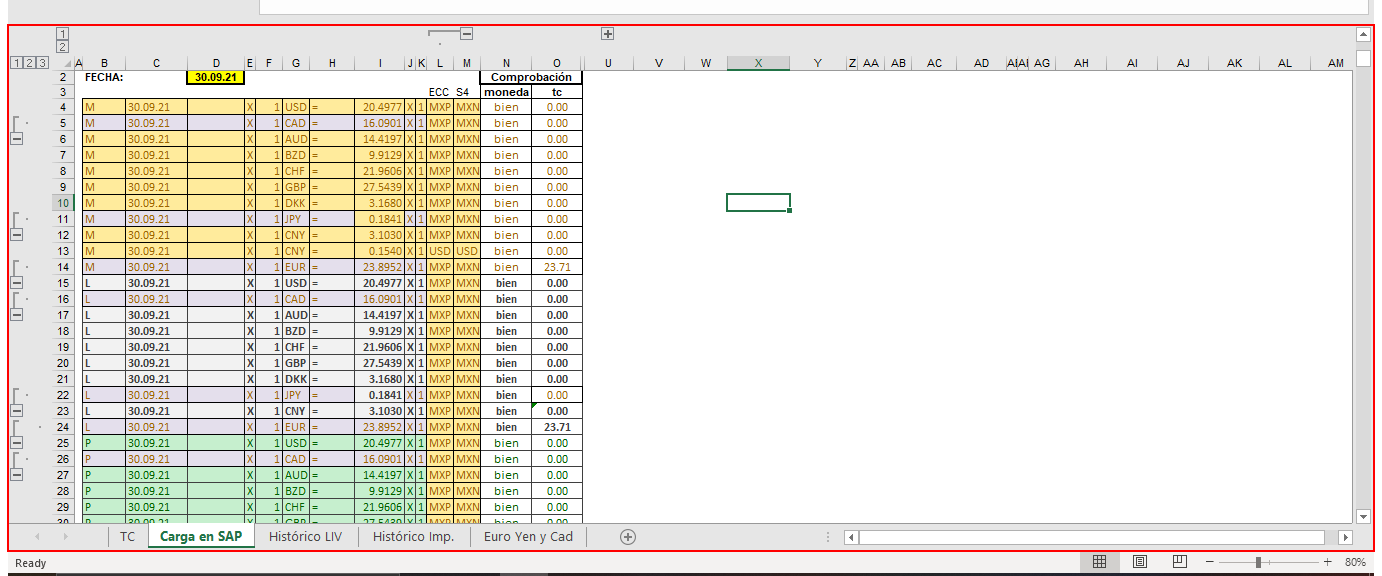 1
2
1 2 3 A B C D E F G H I J K L M N O U V W X Y Z AA AB AC AD AG AH AI AJ AK AL AM
2 FECHA: 30.09.21 Comprobación
3 ECC S4 moneda tc
4 M 30.09.21 X 1 USD = 20.4977 X 1 MXP MXN bien 0.00
5 M 30.09.21 X 1 CAD = 16.0901 X 1 MXP MXN bien 0.00
6 M 30.09.21 X 1 AUD = 14.4197 X 1 MXP MXN bien 0.00
7 M 30.09.21 X 1 BZD = 9.9129 X 1 MXP MXN bien 0.00
8 M 30.09.21 X 1 CHF = 21.9606 X 1 MXP MXN bien 0.00
9 M 30.09.21 X 1 GBP = 27.5439 X 1 MXP MXN bien 0.00
10 M 30.09.21 X 1 DKK = 3.1680 X 1 MXP MXN bien 0.00
11 M 30.09.21 X 1 JPY = 0.1841 X 1 MXP MXN bien 0.00
12 M 30.09.21 X 1 CNY = 3.1030 X 1 MXP MXN bien 0.00
13 M 30.09.21 X 1 CNY = 0.1540 X 1 USD USD bien 0.00
14 M 30.09.21 X 1 EUR = 23.8952 X 1 MXP MXN bien 23.71
15 L 30.09.21 X 1 USD = 20.4977 X 1 MXP MXN bien 0.00
16 L 30.09.21 X 1 CAD = 16.0901 X 1 MXP MXN bien 0.00
17 L 30.09.21 X 1 AUD = 14.4197 X 1 MXP MXN bien 0.00
18 L 30.09.21 X 1 BZD = 9.9129 X 1 MXP MXN bien 0.00
19 L 30.09.21 X 1 CHF = 21.9606 X 1 MXP MXN bien 0.00
20 L 30.09.21 X 1 GBP = 27.5439 X 1 MXP MXN bien 0.00
21 L 30.09.21 X 1 DKK = 3.1680 X 1 MXP MXN bien 0.00
22 L 30.09.21 X 1 JPY = 0.1841 X 1 MXP MXN bien 0.00
23 L 30.09.21 X 1 CNY = 3.1030 X 1 MXP MXN bien 0.00
24 L 30.09.21 X 1 EUR = 23.8952 X 1 MXP MXN bien 23.71
25 P 30.09.21 X 1 USD = 20.4977 X 1 MXP MXN bien 0.00
26 P 30.09.21 X 1 CAD = 16.0901 X 1 MXP MXN bien 0.00
27 P 30.09.21 X 1 AUD = 14.4197 X 1 MXP MXN bien 0.00
28 P 30.09.21 X 1 BZD = 9.9129 X 1 MXP MXN bien 0.00
29 P 30.09.21 X 1 CHF = 21.9606 X 1 MXP MXN bien 0.00
30 P 30.09.21 X 1 GBP = 27.5439 X 1 MXP MXN bien 0.00
TC Carga en SAP Histórico LIV Histórico Imp. Euro Yen y Cad
Ready 80%